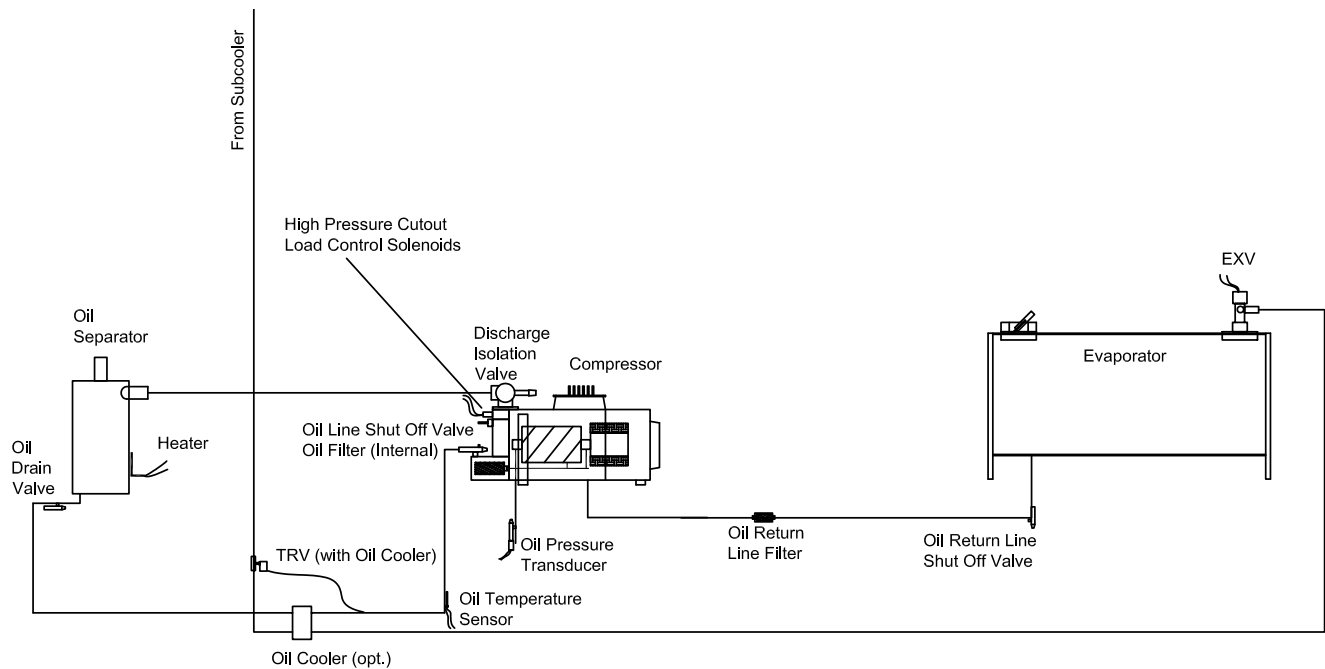 From Subcooler
High Pressure Cutout
Load Control Solenoids
EXV
Oil
Separator
Discharge
Isolation
Valve
Compressor
Evaporator
Oil Line Shut Off Valve
Oil Filter (Internal)
Heater
Oil
Drain
Valve
Oil Return
Line Filter
Oil Return Line
Shut Off Valve
TRV (with Oil Cooler)
Oil Pressure
Transducer
Oil Temperature
Sensor
Oil Cooler (opt.)